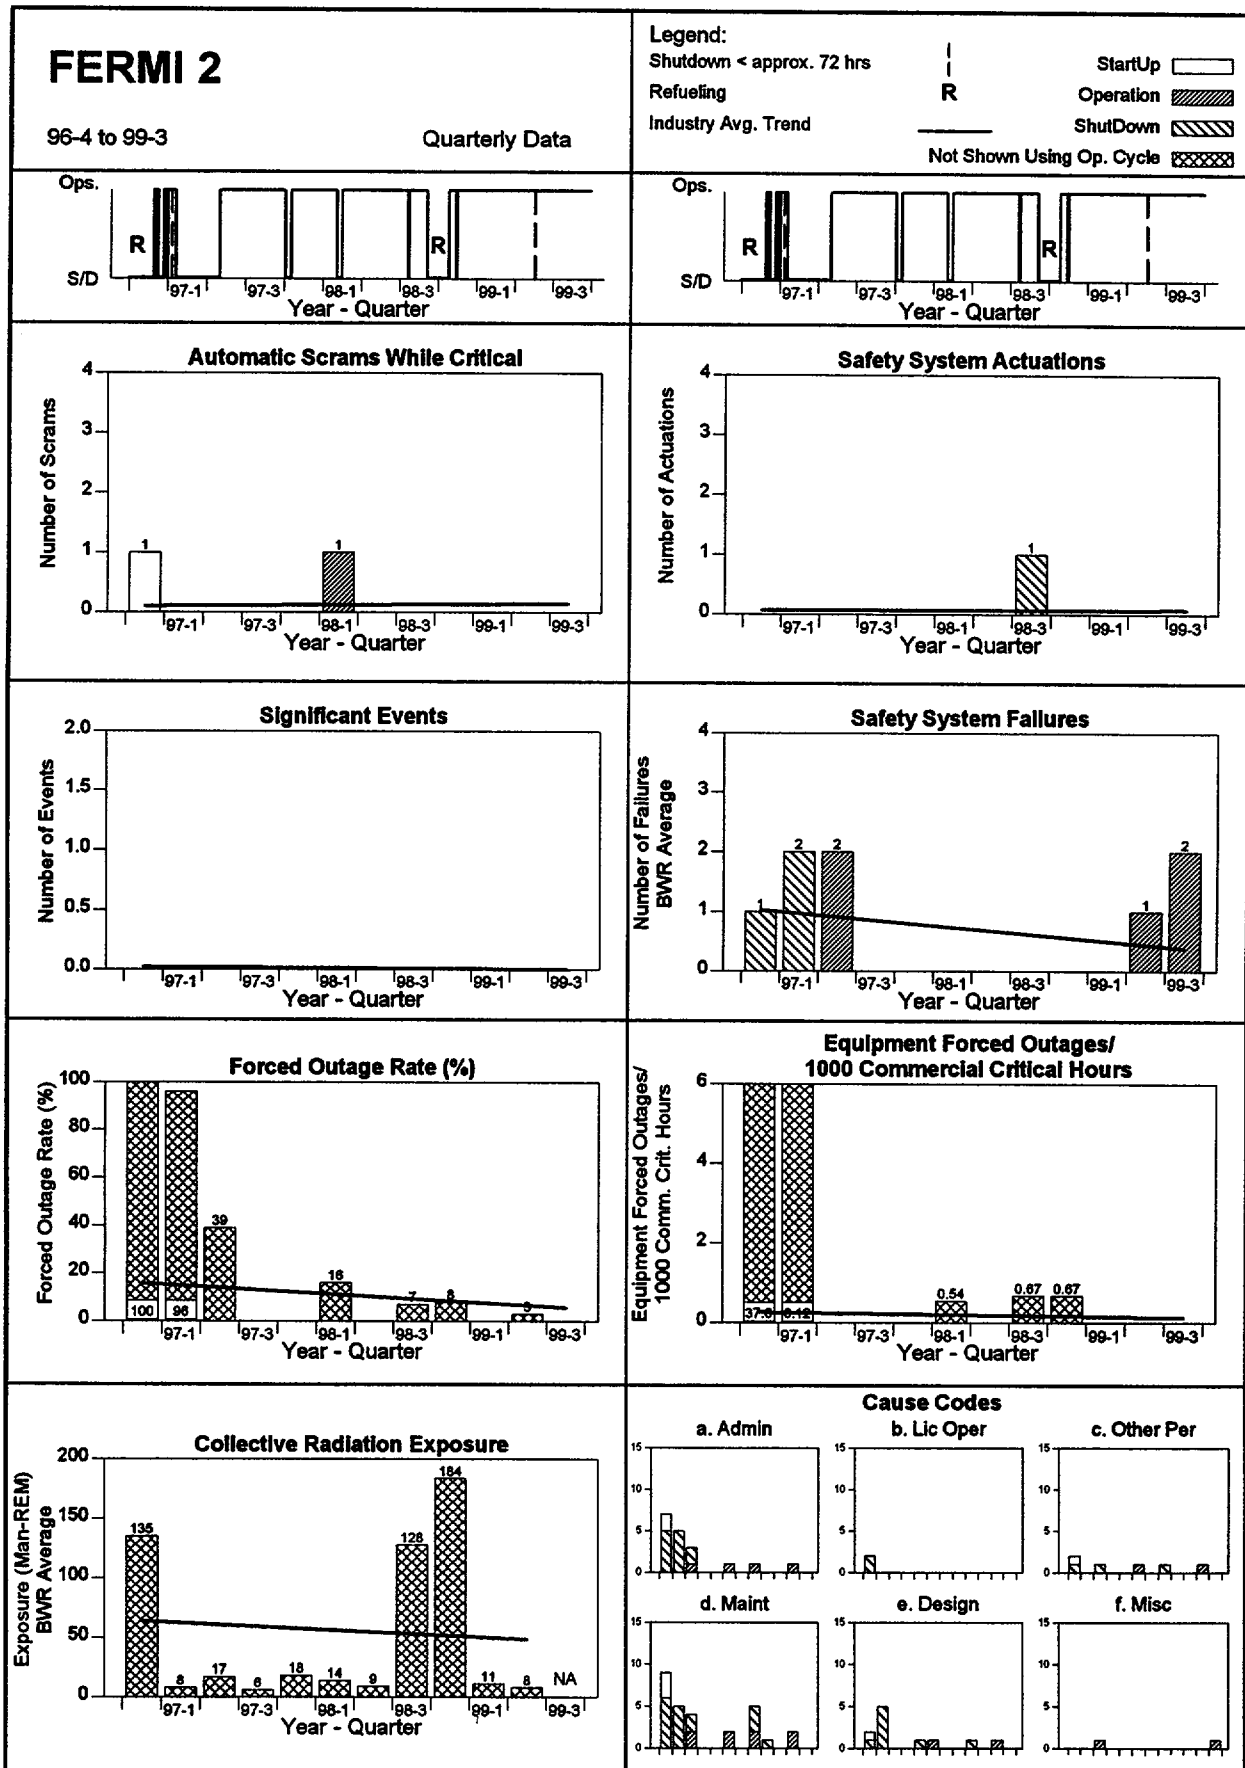 FERMI 2
96-4 to 99-3
Quarterly Data
Legend:
Shutdown < approx. 72 hrs
Refueling
R
Industry Avg. Trend
StartUp
Operation
ShutDown
Not Shown Using Op. Cycle
Ops.
R
R
S/D
97-1 97-3 98-1 98-3 99-1 99-3
Year - Quarter
Ops.
R
R
S/D
97-1 97-3 98-1 98-3 99-1 99-3
Year - Quarter
Automatic Scrams While Critical
Number of Scrams
4
3
2
1
0
1
1
97-1 97-3 98-1 98-3 99-1 99-3
Year - Quarter
Safety System Actuations
Number of Actuations
4
3
2
1
0
1
97-1 97-3 98-1 98-3 99-1 99-3
Year - Quarter
Significant Events
Number of Events
2.0
1.5
1.0
0.5
0.0
97-1 97-3 98-1 98-3 99-1 99-3
Year - Quarter
Safety System Failures
Number of Failures
BWR Average
4
3
2
1
0
1 2 2 1 2
97-1 97-3 98-1 98-3 99-1 99-3
Year - Quarter
Forced Outage Rate (%)
Forced Outage Rate (%)
100
80
60
40
20
0
100 96 39 16 7 8
97-1 97-3 98-1 98-3 99-1 99-3
Year - Quarter
Equipment Forced Outages/
1000 Commercial Critical Hours
Equipment Forced Outages/
1000 Comm. Crit. Hours
6
4
2
0
0.54 0.67 0.67
97-1 97-3 98-1 98-3 99-1 99-3
Year - Quarter
Collective Radiation Exposure
Exposure (Man-REM)
BWR Average
200
150
100
50
0
135 8 17 6 18 14 9 128 184 11 8 NA
97-1 97-3 98-1 98-3 99-1 99-3
Year - Quarter
Cause Codes
a. Admin
15
10
5
0
b. Lic Oper
15
10
5
0
c. Other Per
15
10
5
0
d. Maint
15
10
5
0
e. Design
15
10
5
0
f. Misc
15
10
5
0